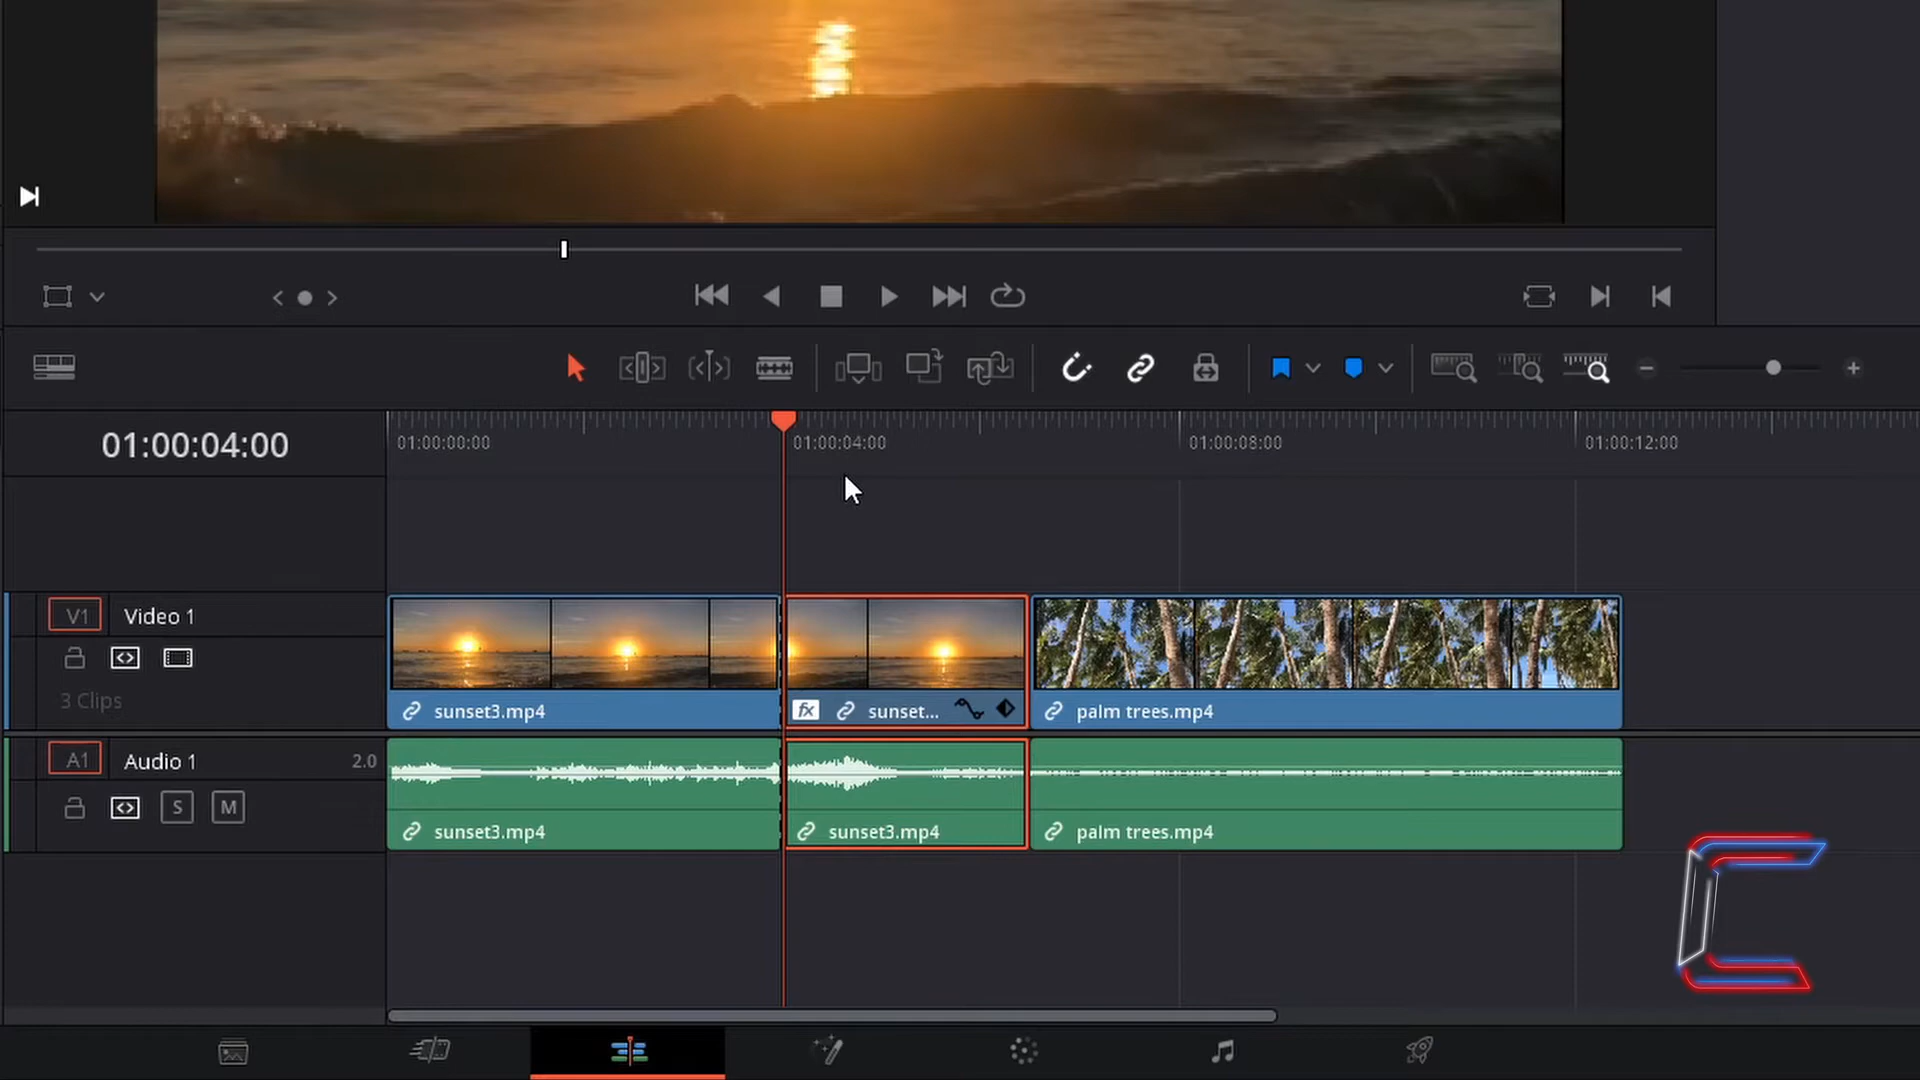 01:00:04:00
01:00:00:00
01:00:04:00
01:00:08:00
01:00:12:00
V1 Video 1
3 Clips
sunset3.mp4
fx sunset...
palm trees.mp4
A1 Audio 1 2.0
S M
sunset3.mp4
sunset3.mp4
palm trees.mp4
C